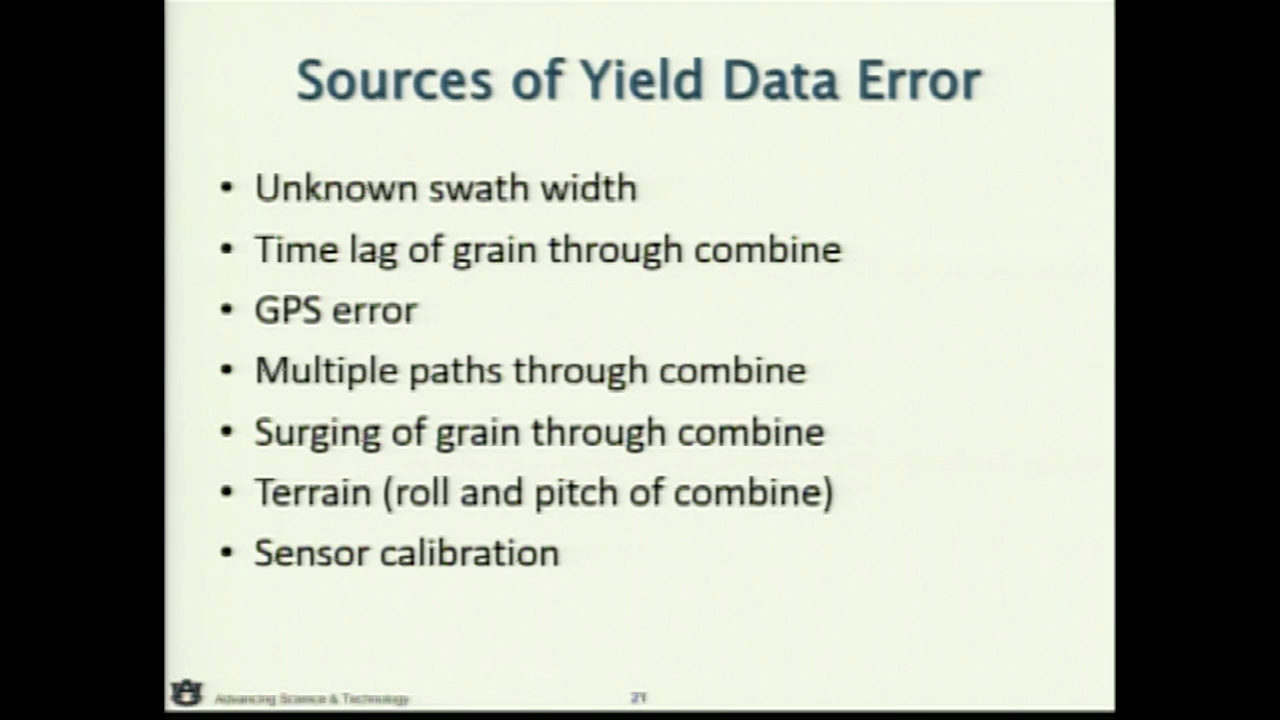 Sources of Yield Data Error
• Unknown swath width
• Time lag of grain through combine
• GPS error
• Multiple paths through combine
• Surging of grain through combine
• Terrain (roll and pitch of combine)
• Sensor calibration
Advancing Science & Technology